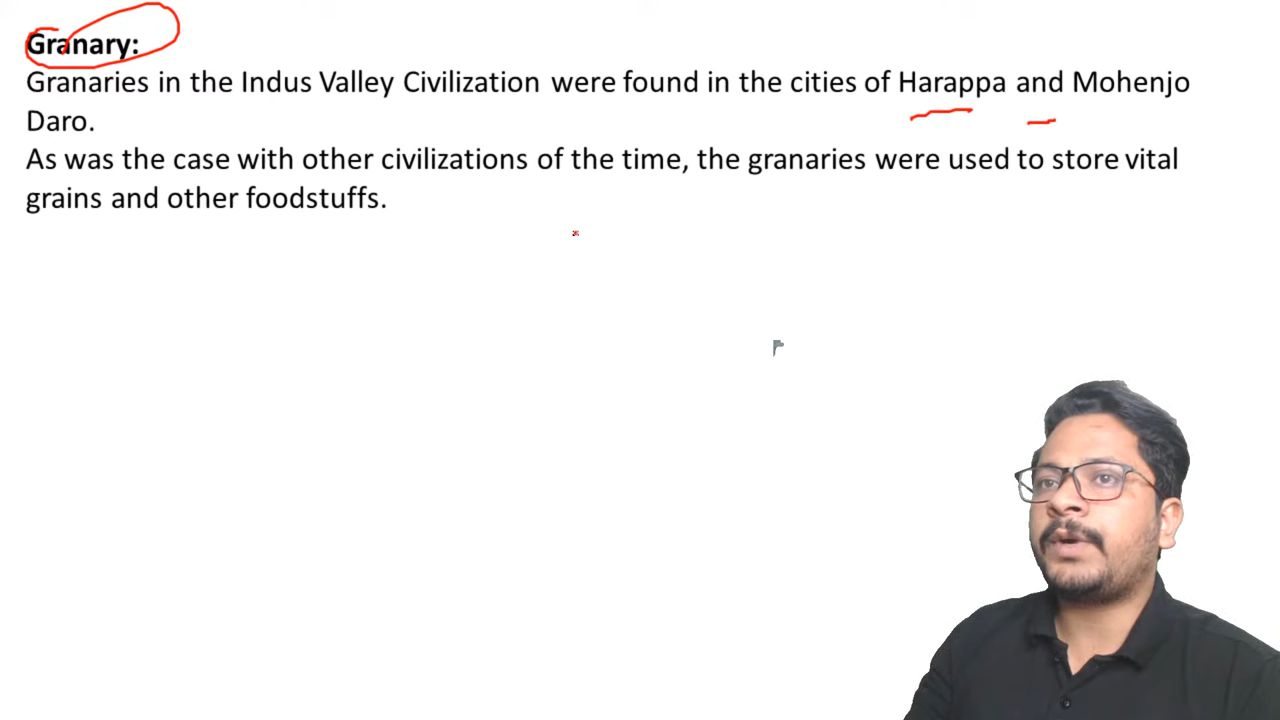 Granary:
Granaries in the Indus Valley Civilization were found in the cities of Harappa and Mohenjo
Daro.
As was the case with other civilizations of the time, the granaries were used to store vital
grains and other foodstuffs.